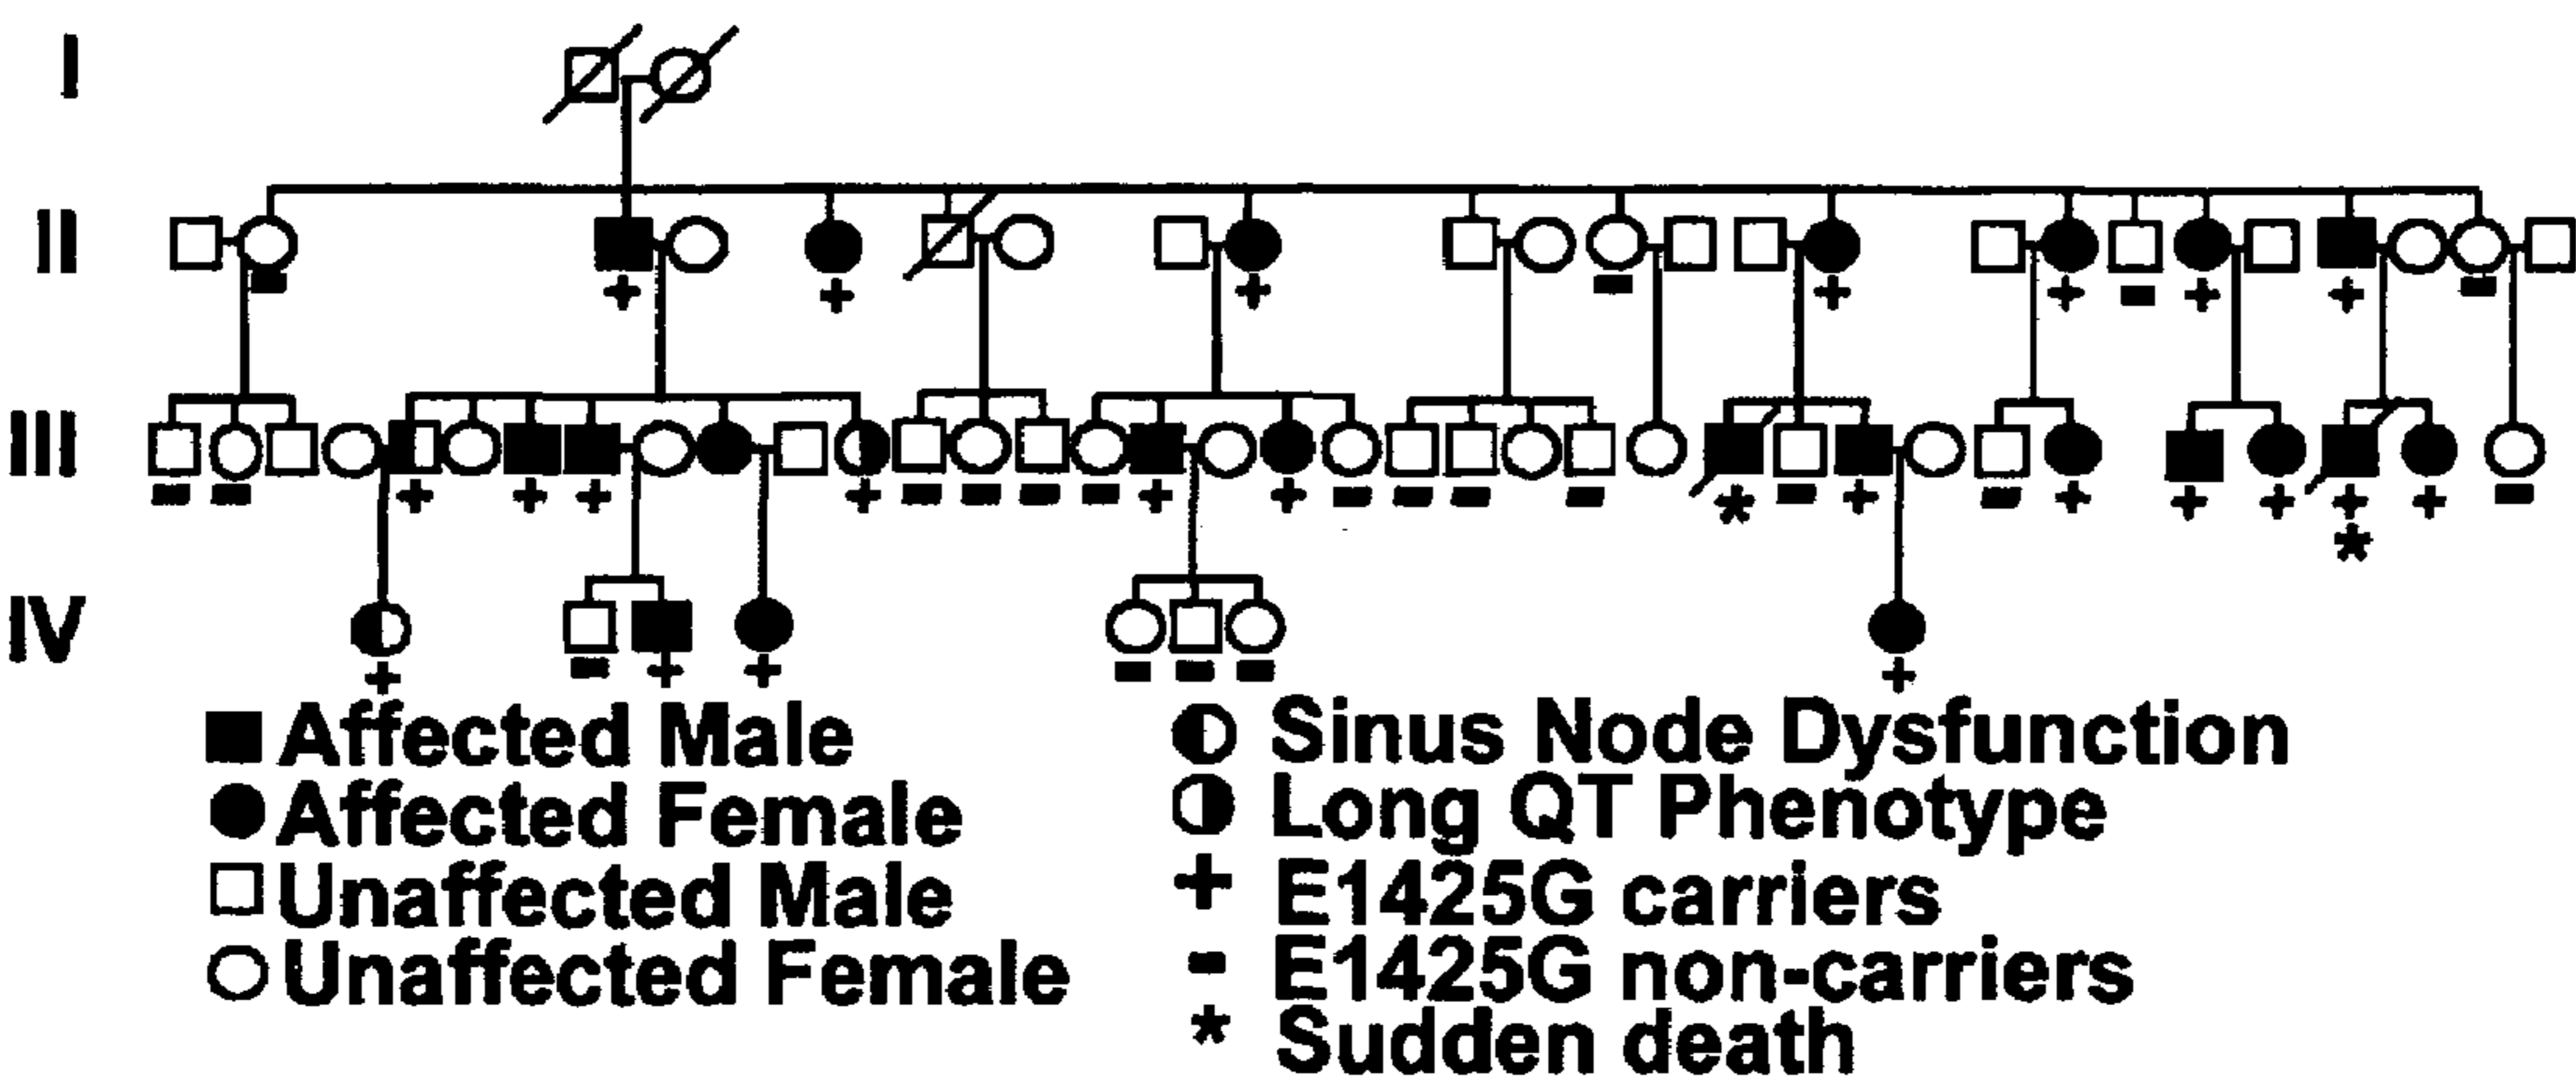 I
II
- + + + + - + + - + + -
III
- - + + + + - - - - + + - - - - * - + - + + + + + -
*
IV
+ - + + - - - +
Affected Male
Affected Female
Unaffected Male
Unaffected Female
Sinus Node Dysfunction
Long QT Phenotype
+ E1425G carriers
- E1425G non-carriers
* Sudden death